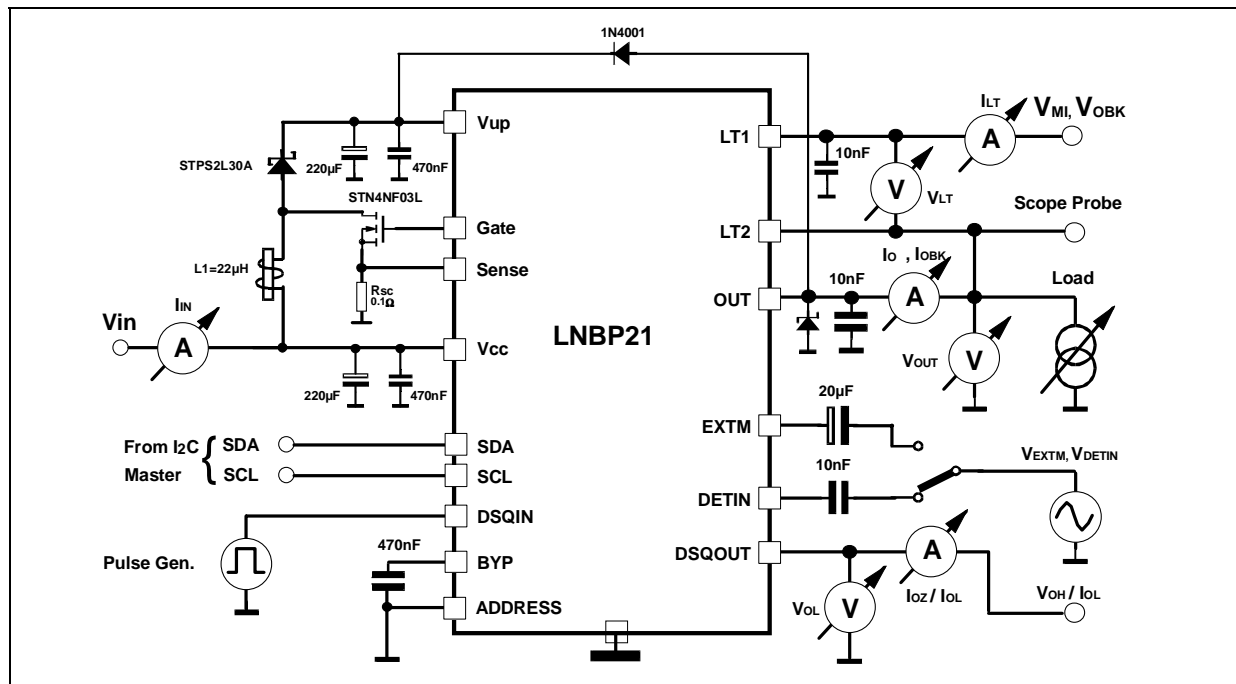 1N4001
ILT
VMI, VOBK
Vup
LT1
A
STPS2L30A
220µF
470nF
10nF
STN4NF03L
V
VLT
Scope Probe
Gate
LT2
L1=22µH
Sense
IO , IOBK
RSC
0.1Ω
OUT
10nF
A
Load
IIN
Vin
A
LNBP21
Vcc
VOUT
V
220µF
470nF
20µF
EXTM
From I2C
Master
{
SDA
SCL
SDA
SCL
VEXTM, VDETIN
10nF
DETIN
DSQIN
Pulse Gen.
470nF
BYP
DSQOUT
A
IOZ / IOL
VOH / IOL
ADDRESS
VOL
V